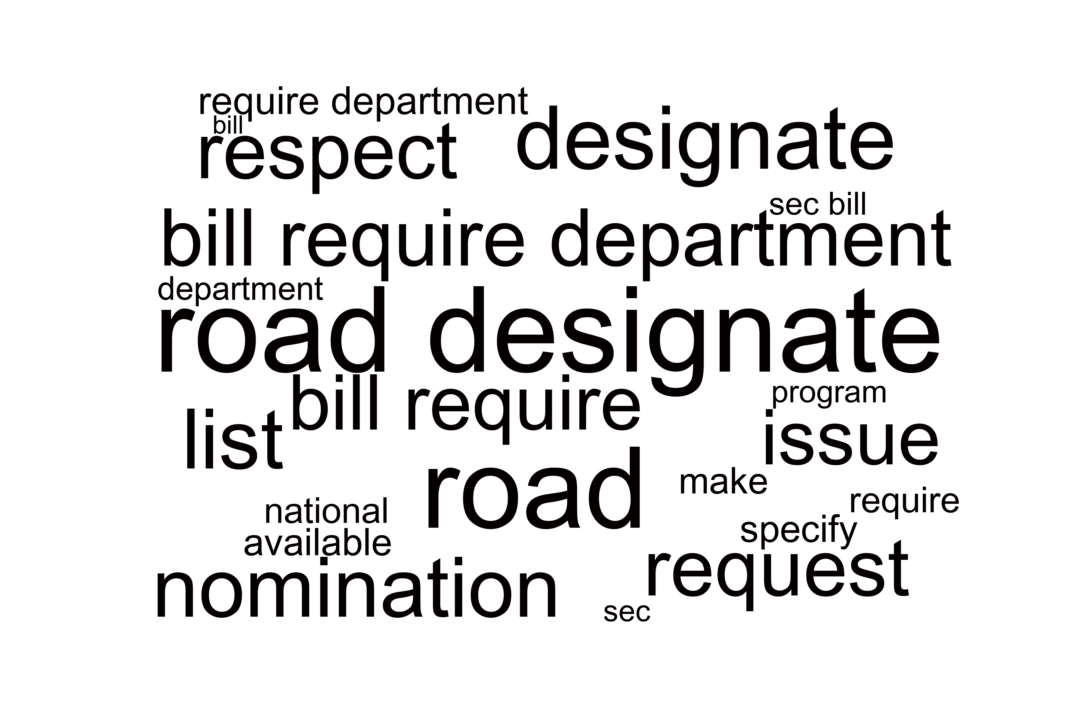 require department
bill
respect
designate
sec bill
bill require department
department
road designate
bill require
program
list
issue
road
make
national
require
available
specify
nomination
request
sec